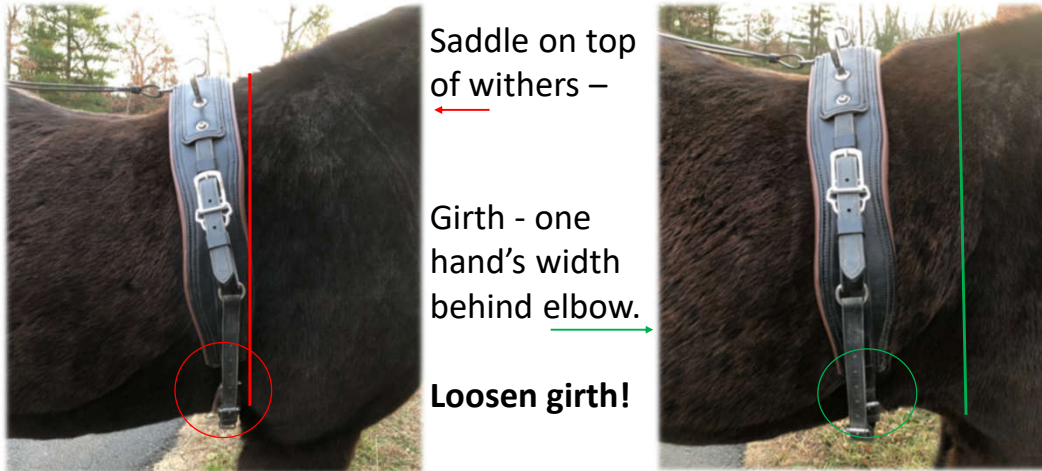 Saddle on top
of withers –
Girth - one
hand’s width
behind elbow.
Loosen girth!